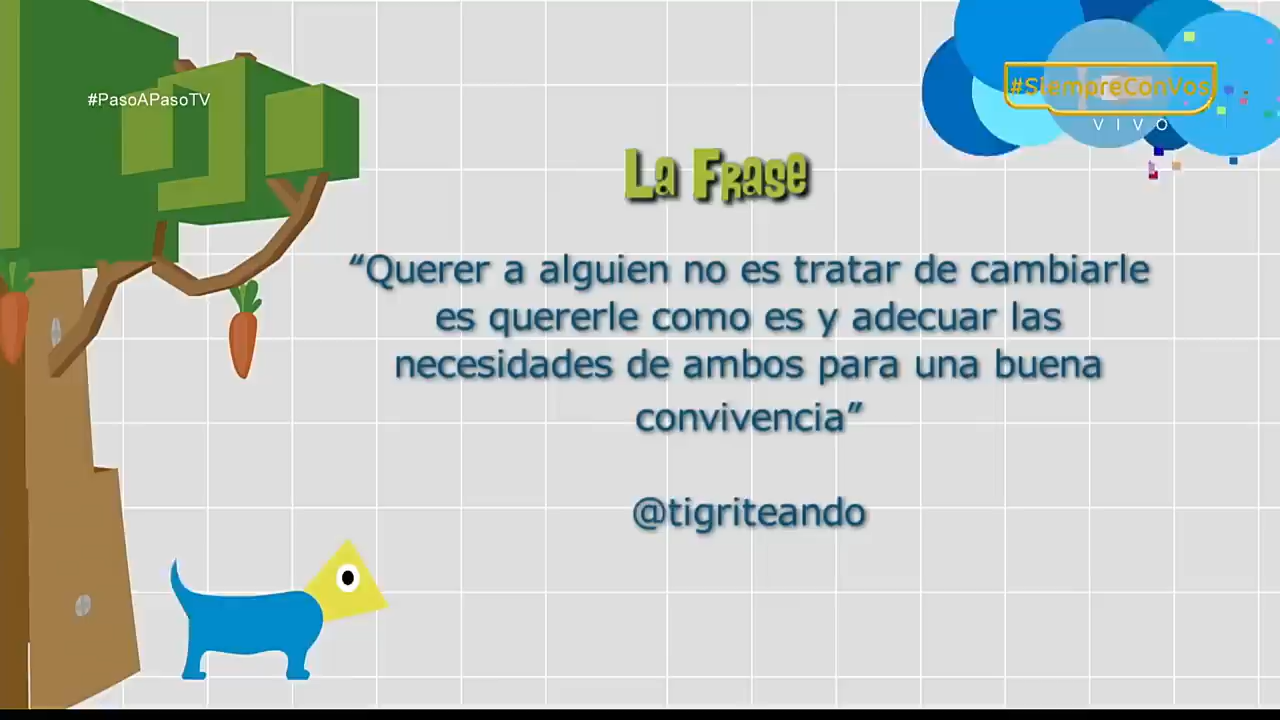 #PasoAPasoTV
#SiempreConVos
VIVO
La Frase
“Querer a alguien no es tratar de cambiarle
es quererle como es y adecuar las
necesidades de ambos para una buena
convivencia”
@tigriteando